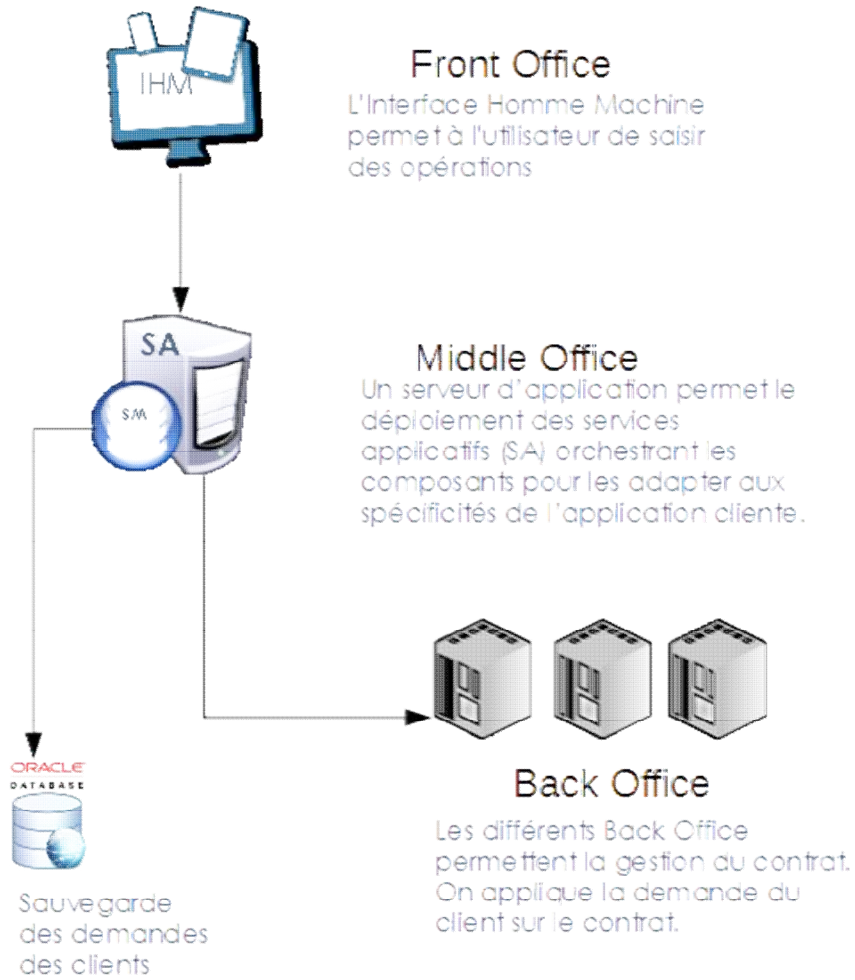 IHM
Front Office
L'Interface Homme Machine
permet à l'utilisateur de saisir
des opérations
SA
SM
Middle Office
Un serveur d'application permet le
déploiement des services
applicatifs (SA) orchestrant les
composants pour les adapter aux
spécificités de l'application cliente.
ORACLE
DATABASE
Sauvegarde
des demandes
des clients
Back Office
Les différents Back Office
permettent la gestion du contrat.
On applique la demande du
client sur le contrat.